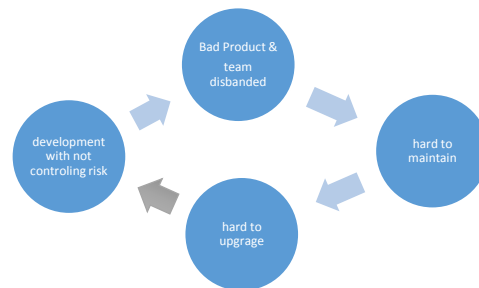 Bad Product &
team
disbanded
hard to
maintain
hard to
upgrage
development
with not
controling risk